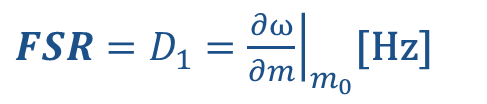 FSR = D₁ = ∂ω/∂m|ₘ₀ [Hz]